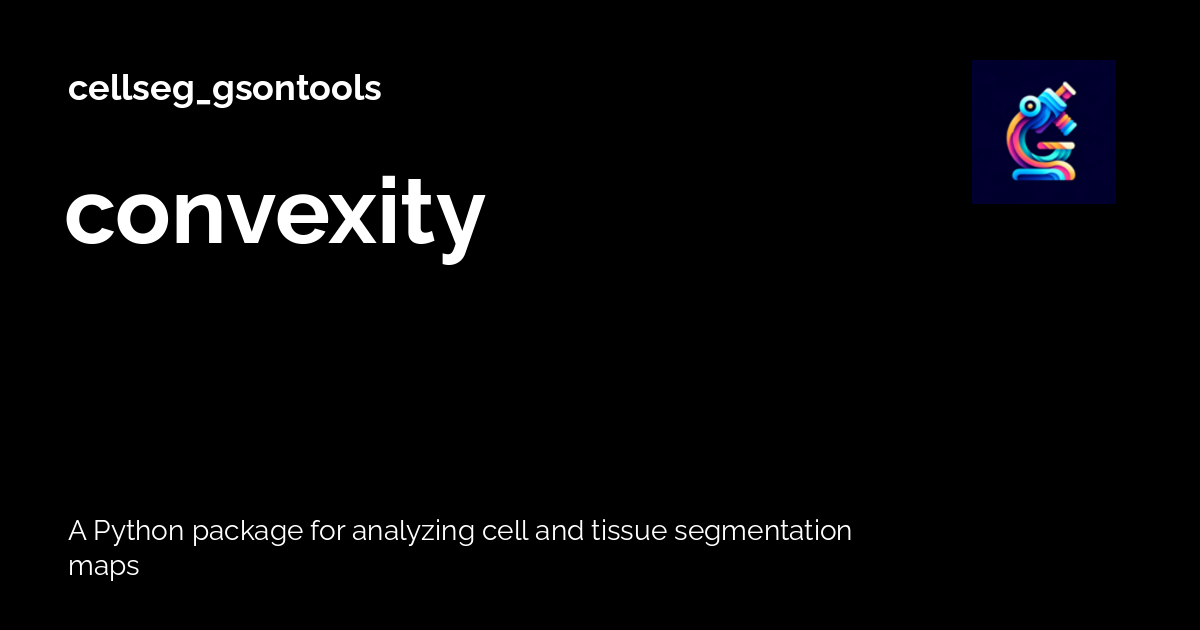 cellseg_gsontools
convexity
A Python package for analyzing cell and tissue segmentation
maps